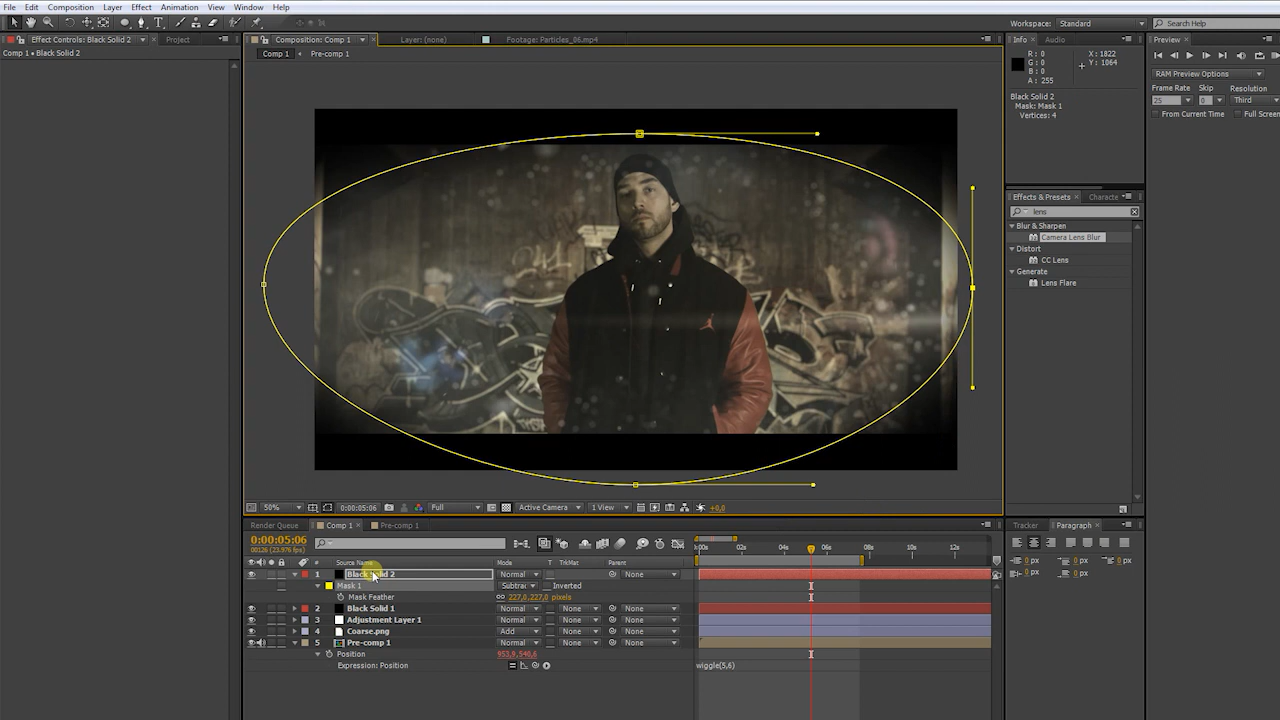 File Edit Composition Layer Effect Animation View Window Help
Workspace: Standard Search Help
Effect Controls: Black Solid 2 Project
Comp 1 • Black Solid 2
Composition: Comp 1 Layer: (none) Footage: Particles_06.mp4
Comp 1 Pre-comp 1
Info Audio
R : 0
G : 0
B : 0
A : 255
X : 1822
Y : 1064
Black Solid 2
Mask: Mask 1
Vertices: 4
Preview
RAM Preview Options
Frame Rate Skip Resolution
25 0 Third
From Current Time Full Screen
Effects & Presets Characte
lens
Blur & Sharpen
Camera Lens Blur
Distort
CC Lens
Generate
Lens Flare
50% 0:00:05:06 Full Active Camera 1 View +0,0
Render Queue Comp 1 Pre-comp 1
0:00:05:06
00126 (23.976 fps)
# Source Name Mode T TrkMat Parent
:00s 02s 04s 06s 08s 10s 12s
1 Black Solid 2 Normal None
Mask 1 Subtrac Inverted
Mask Feather 227,0,227,0 pixels
2 Black Solid 1 Normal None None
3 Adjustment Layer 1 Normal None None
4 Coarse.png Add None None
5 Pre-comp 1 Normal None None
Position 953,9,540,6
Expression: Position wiggle(5,6)
Tracker Paragraph
0 px 0 px
0 px 0 px
0 px